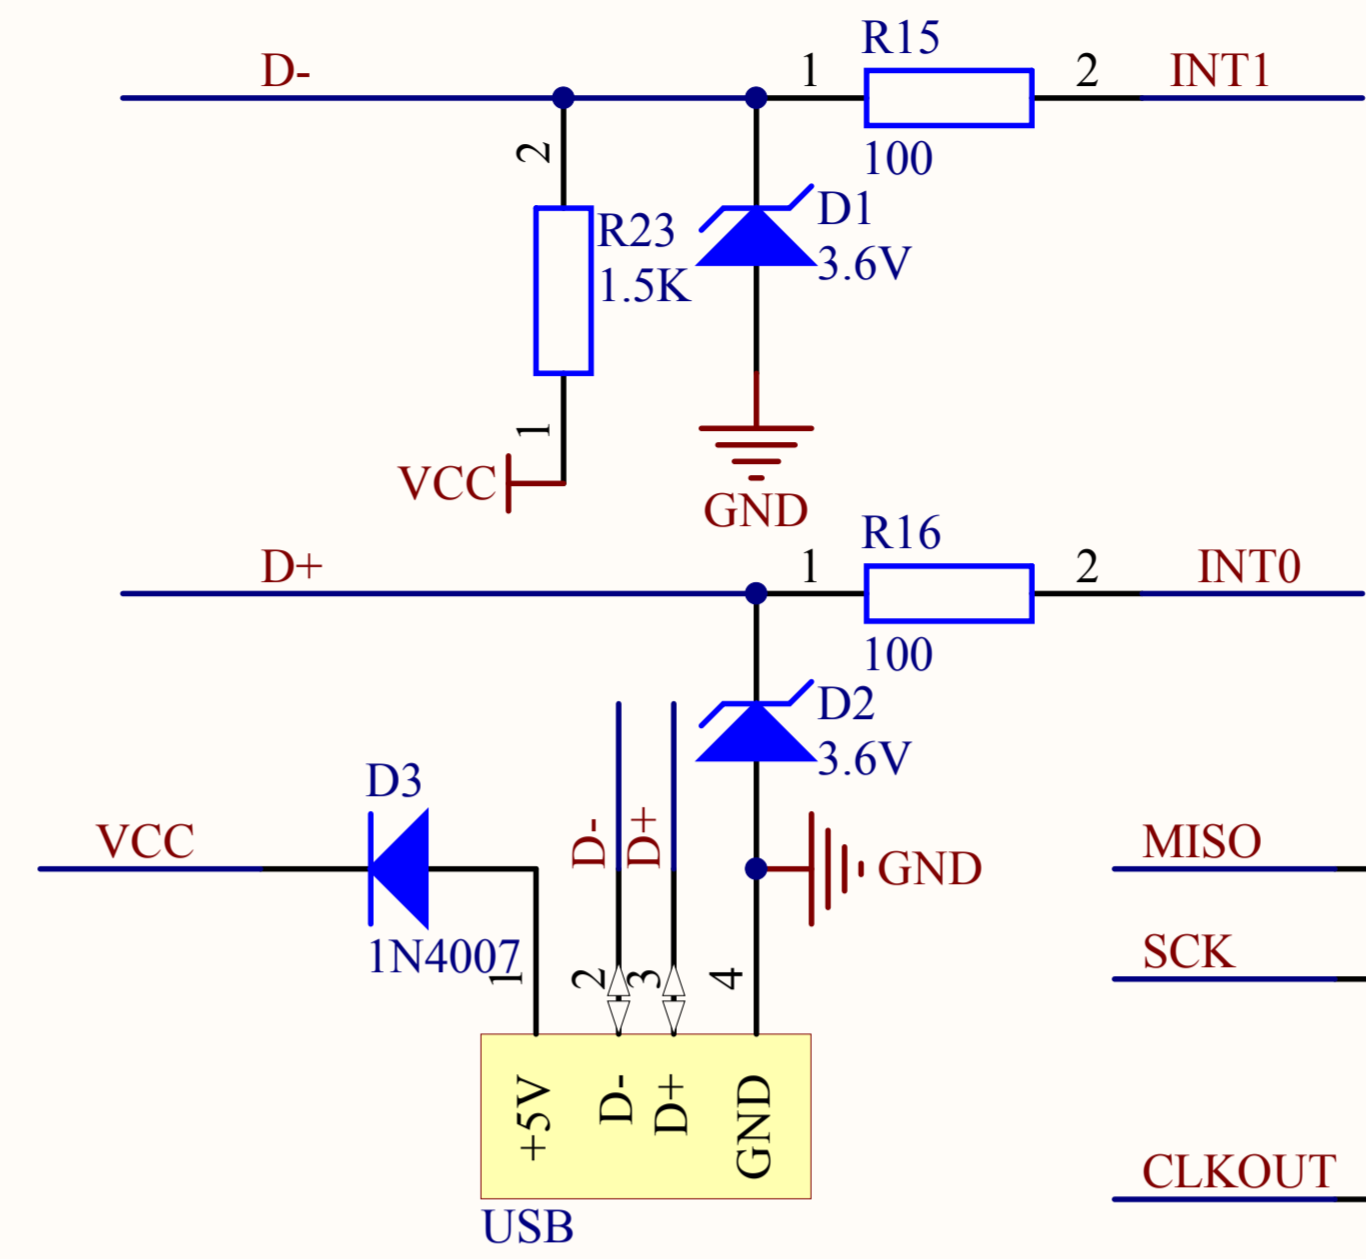 R15
D-
1
2
INT1
100
2
R23
1.5K
D1
3.6V
1
VCC
GND
R16
D+
1
2
INT0
100
D2
3.6V
D3
VCC
D-
D+
GND
MISO
1N4007
1
2
3
4
SCK
+5V
D-
D+
GND
CLKOUT
USB